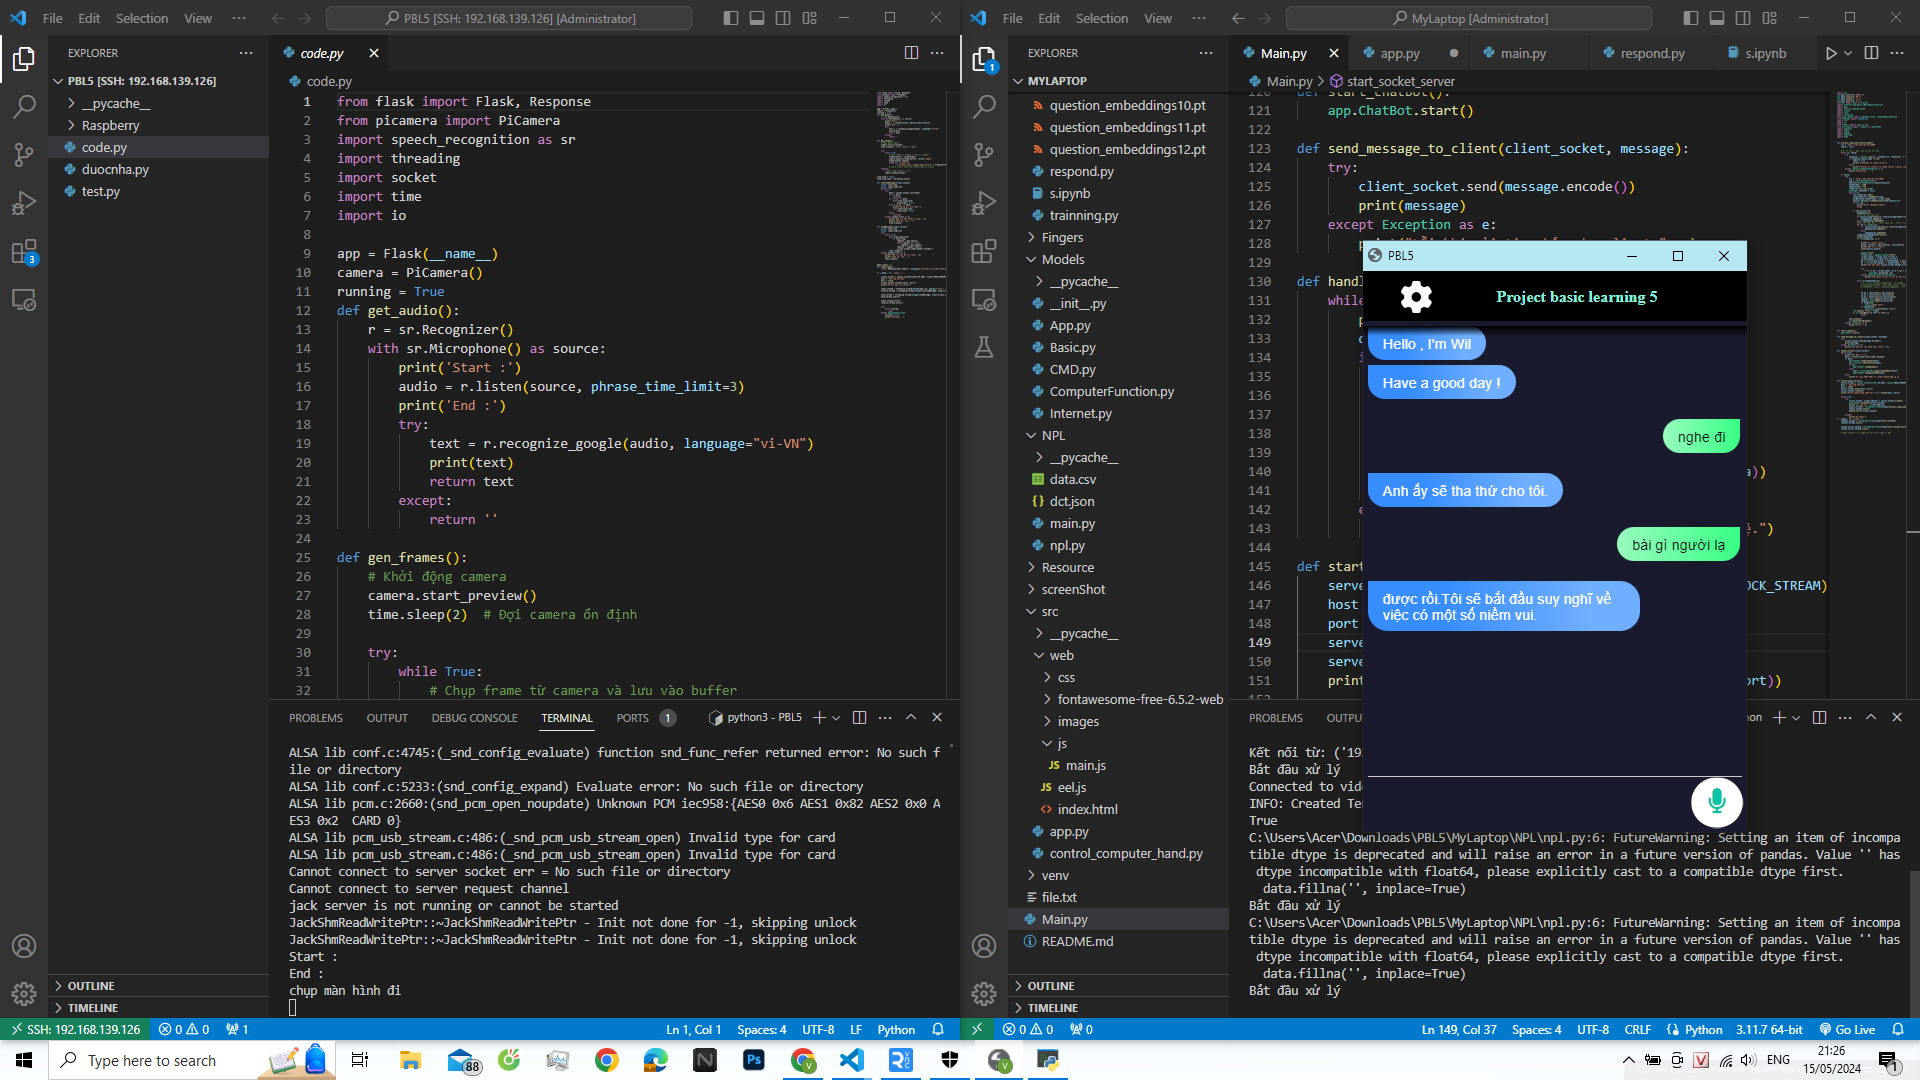 File Edit Selection View ··· PBL5 [SSH: 192.168.139.126] [Administrator]
EXPLORER
PBL5 [SSH: 192.168.139.126]
__pycache__
Raspberry
code.py
duocnha.py
test.py
OUTLINE
TIMELINE
code.py
code.py
1 from flask import Flask, Response
2 from picamera import PiCamera
3 import speech_recognition as sr
4 import threading
5 import socket
6 import time
7 import io
8
9 app = Flask(__name__)
10 camera = PiCamera()
11 running = True
12 def get_audio():
13 r = sr.Recognizer()
14 with sr.Microphone() as source:
15 print('Start :')
16 audio = r.listen(source, phrase_time_limit=3)
17 print('End :')
18 try:
19 text = r.recognize_google(audio, language="vi-VN")
20 print(text)
21 return text
22 except:
23 return ''
24
25 def gen_frames():
26 # Khởi động camera
27 camera.start_preview()
28 time.sleep(2) # Đợi camera ổn định
29
30 try:
31 while True:
32 # Chụp frame từ camera và lưu vào buffer
PROBLEMS OUTPUT DEBUG CONSOLE TERMINAL PORTS 1 python3 - PBL5
ALSA lib conf.c:4745:(_snd_config_evaluate) function snd_func_refer returned error: No such f
ile or directory
ALSA lib conf.c:5233:(snd_config_expand) Evaluate error: No such file or directory
ALSA lib pcm.c:2660:(snd_pcm_open_noupdate) Unknown PCM iec958:{AES0 0x6 AES1 0x82 AES2 0x0 A
ES3 0x2  CARD 0}
ALSA lib pcm_usb_stream.c:486:(_snd_pcm_usb_stream_open) Invalid type for card
ALSA lib pcm_usb_stream.c:486:(_snd_pcm_usb_stream_open) Invalid type for card
Cannot connect to server socket err = No such file or directory
Cannot connect to server request channel
jack server is not running or cannot be started
JackShmReadWritePtr::~JackShmReadWritePtr - Init not done for -1, skipping unlock
JackShmReadWritePtr::~JackShmReadWritePtr - Init not done for -1, skipping unlock
Start :
End :
chụp màn hình đi
3
SSH: 192.168.139.126 0 0 1 Ln 1, Col 1 Spaces: 4 UTF-8 LF Python
File Edit Selection View ··· MyLaptop [Administrator]
1
EXPLORER
MYLAPTOP
question_embeddings10.pt
question_embeddings11.pt
question_embeddings12.pt
respond.py
s.ipynb
trainning.py
Fingers
Models
__pycache__
__init__.py
App.py
Basic.py
CMD.py
ComputerFunction.py
Internet.py
NPL
__pycache__
data.csv
dct.json
main.py
npl.py
Resource
screenShot
src
__pycache__
web
css
fontawesome-free-6.5.2-web
images
js
main.js
eel.js
index.html
app.py
control_computer_hand.py
venv
file.txt
Main.py
README.md
OUTLINE
TIMELINE
Main.py app.py main.py respond.py s.ipynb
Main.py start_socket_server
120 def start_chatbot():
121 app.ChatBot.start()
122
123 def send_message_to_client(client_socket, message):
124 try:
125 client_socket.send(message.encode())
126 print(message)
127 except Exception as e:
128
129
130 def handl
131 while
132 p
133 c
134 i
135
136
137
138
139
140 a))
141
142 e
143 .")
144
145 def start
146 serve OCK_STREAM)
147 host
148 port
149 serve
150 serve
151 print ort))
PBL5
Project basic learning 5
Hello , I'm Wil
Have a good day !
nghe đi
Anh ấy sẽ tha thứ cho tôi.
bài gì người lạ
được rồi.Tôi sẽ bắt đầu suy nghĩ về
việc có một số niềm vui.
PROBLEMS OUTPU on
Kết nối từ: ('19
Bắt đầu xử lý
Connected to vide
INFO: Created Te
True
C:\Users\Acer\Downloads\PBL5\MyLaptop\NPL\npl.py:6: FutureWarning: Setting an item of incompa
tible dtype is deprecated and will raise an error in a future version of pandas. Value '' has
dtype incompatible with float64, please explicitly cast to a compatible dtype first.
data.fillna('', inplace=True)
Bắt đầu xử lý
C:\Users\Acer\Downloads\PBL5\MyLaptop\NPL\npl.py:6: FutureWarning: Setting an item of incompa
tible dtype is deprecated and will raise an error in a future version of pandas. Value '' has
dtype incompatible with float64, please explicitly cast to a compatible dtype first.
data.fillna('', inplace=True)
Bắt đầu xử lý
0 0 0 Ln 149, Col 37 Spaces: 4 UTF-8 CRLF Python 3.11.7 64-bit Go Live
Type here to search 88 Ps ENG 21:26
15/05/2024 1